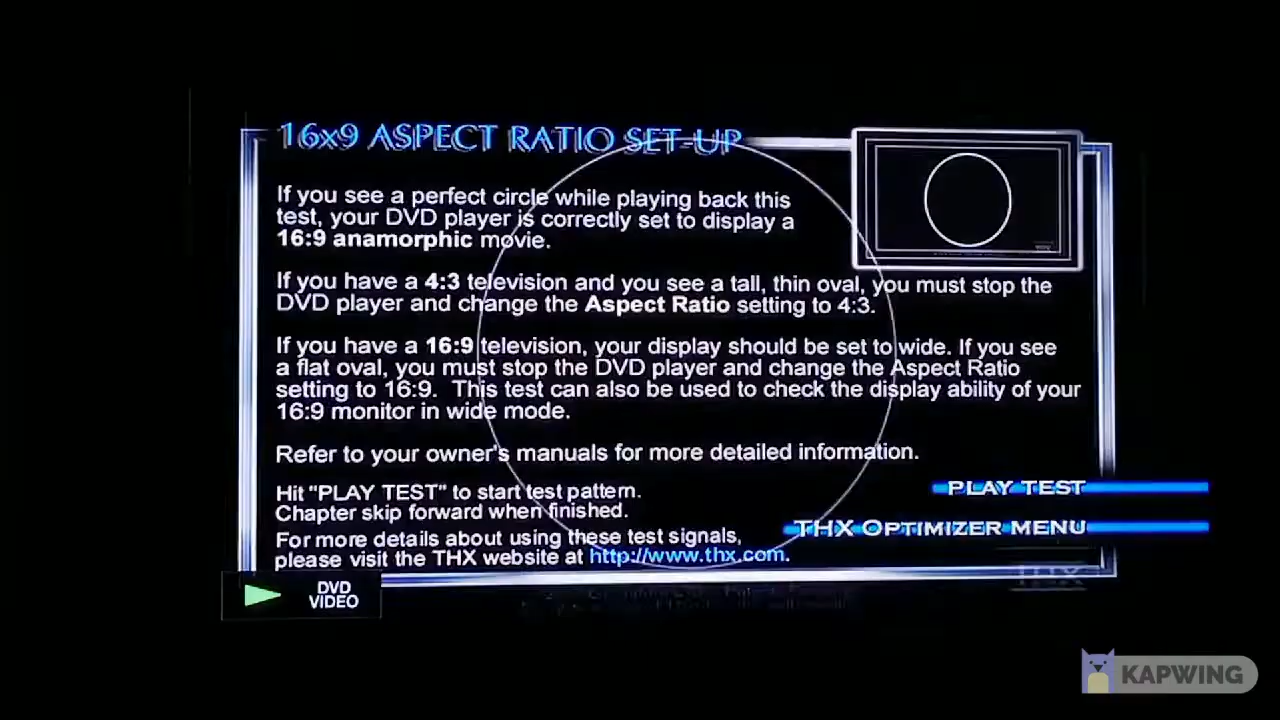 16x9 ASPECT RATIO SET-UP
If you see a perfect circle while playing back this
test, your DVD player is correctly set to display a
16:9 anamorphic movie.
If you have a 4:3 television and you see a tall, thin oval, you must stop the
DVD player and change the Aspect Ratio setting to 4:3.
If you have a 16:9 television, your display should be set to wide. If you see
a flat oval, you must stop the DVD player and change the Aspect Ratio
setting to 16:9. This test can also be used to check the display ability of your
16:9 monitor in wide mode.
Refer to your owner's manuals for more detailed information.
Hit "PLAY TEST" to start test pattern.
Chapter skip forward when finished.
For more details about using these test signals,
please visit the THX website at http://www.thx.com.
PLAY TEST
THX OPTIMIZER MENU
THX
DVD
VIDEO
KAPWING